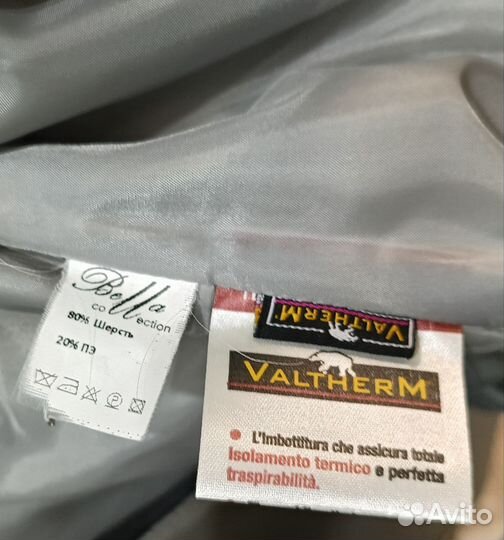 Bella
collection
80% Шерсть
20% ПЭ
VALTHERM
VALTHERM
L'Imbottitura che assicura totale
Isolamento termico e perfetta
traspirabilità.
Avito